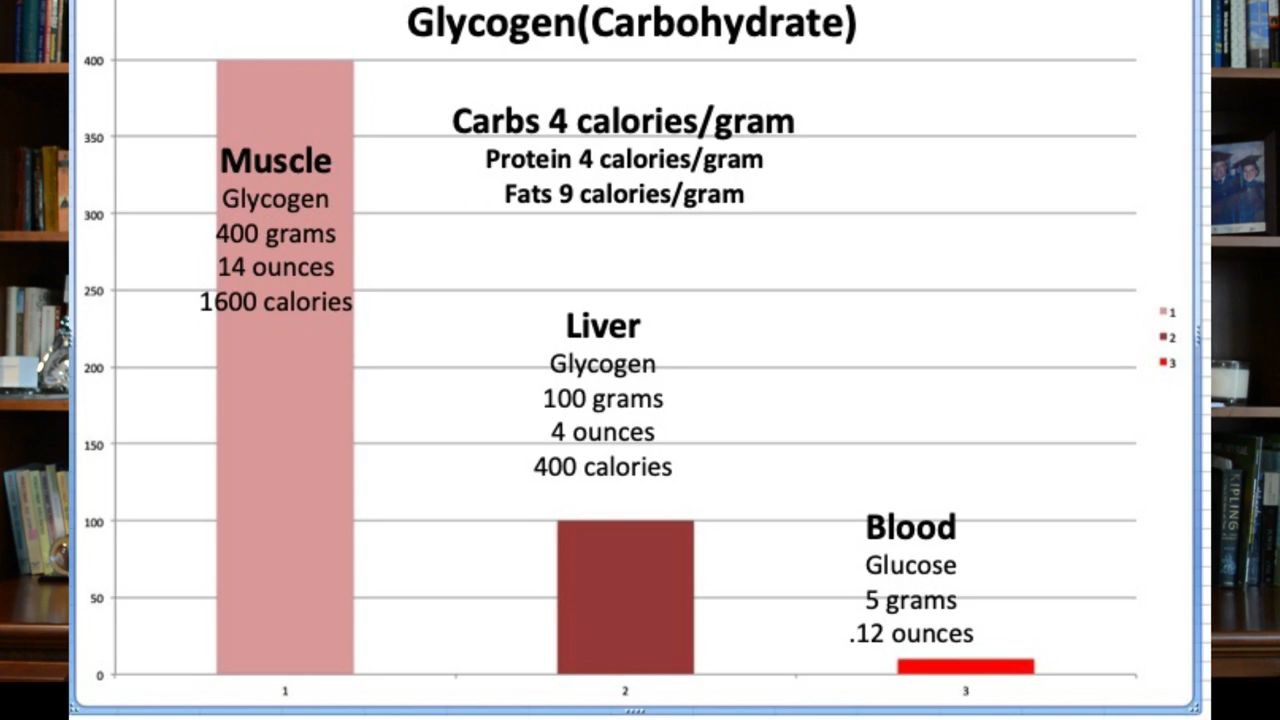 Glycogen(Carbohydrate)
400
350
300
250
200
150
100
50
0
Carbs 4 calories/gram
Protein 4 calories/gram
Fats 9 calories/gram
Muscle
Glycogen
400 grams
14 ounces
1600 calories
Liver
Glycogen
100 grams
4 ounces
400 calories
Blood
Glucose
5 grams
.12 ounces
1
2
3
1
2
3
KIPLING